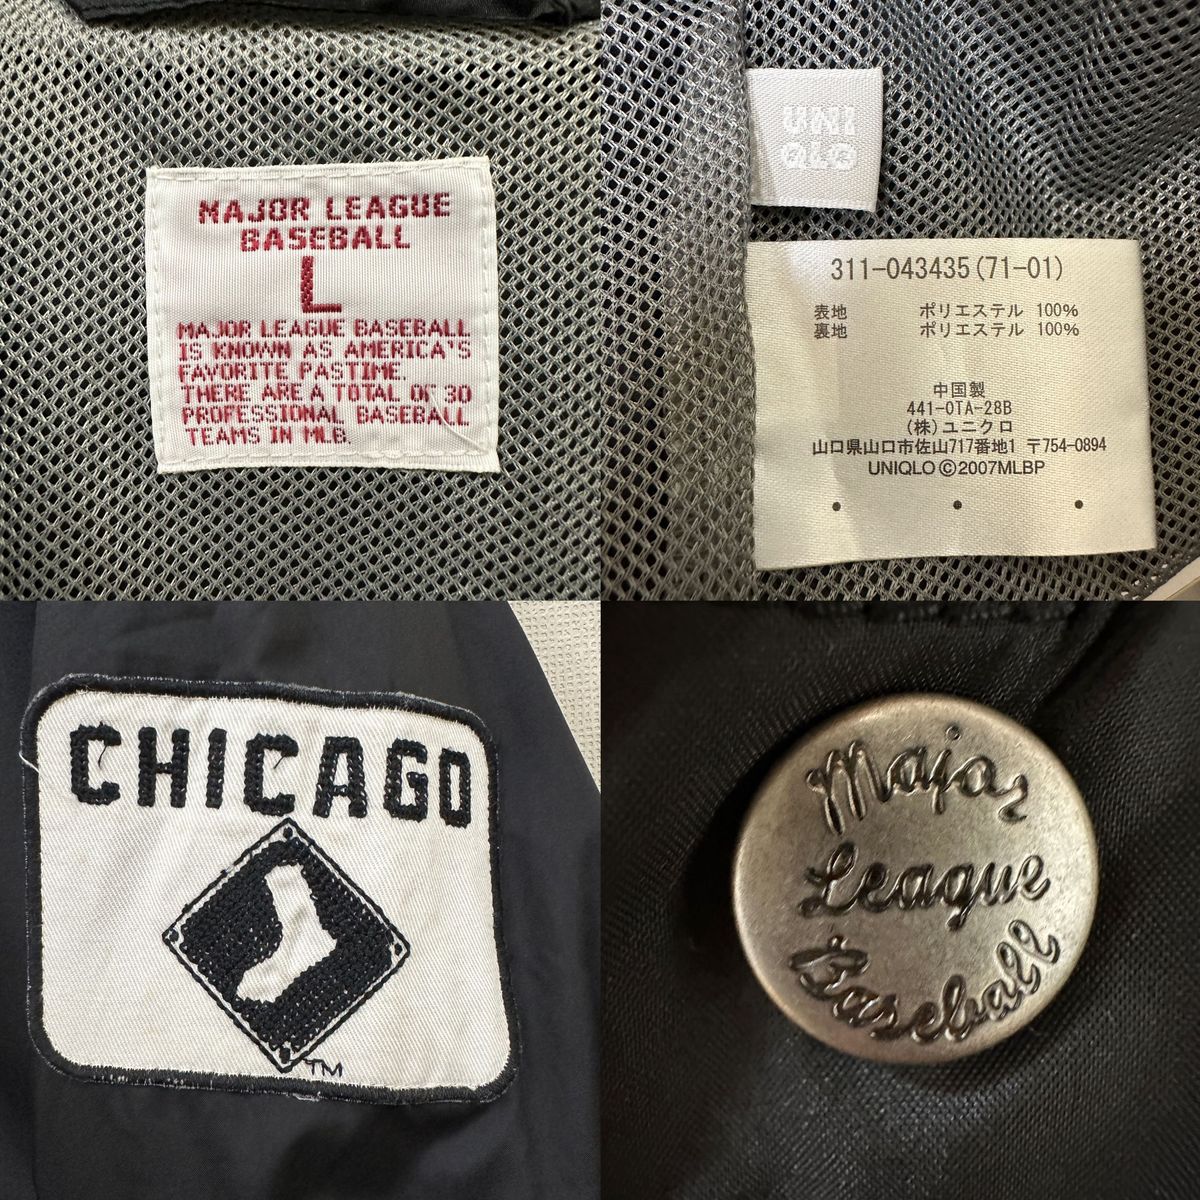 MAJOR LEAGUE
BASEBALL
L
MAJOR LEAGUE BASEBALL
IS KNOWN AS AMERICA"S
FAVORITE PASTIME.
THERE ARE A TOTAL OF 30
PROFESSIONAL BASEBALL
TEAMS IN MLB.
UNI
QLO
311-043435(71-01)
表地 ポリエステル 100%
裏地 ポリエステル 100%
中国製
441-OTA-28B
(株)ユニクロ
山口県山口市佐山717番地1 〒754-0894
UNIQLO ©2007MLBP
CHICAGO
TM
Major
League
Baseball